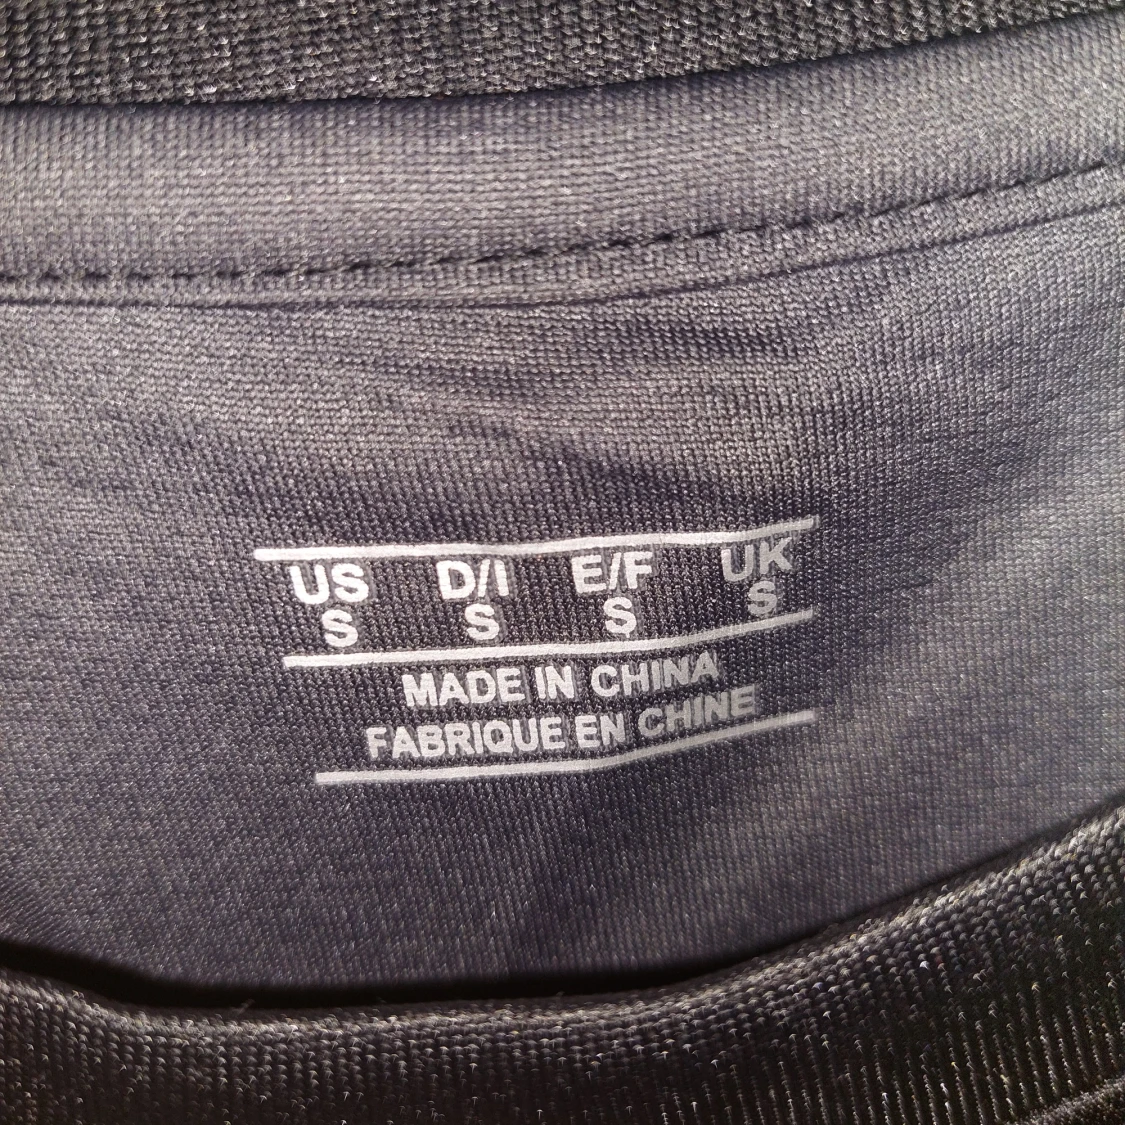 US D/I E/F UK
S S S S
MADE IN CHINA
FABRIQUE EN CHINE